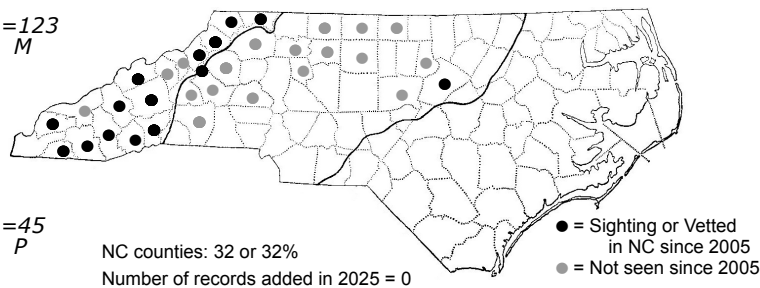 =123
M
=45
P
NC counties: 32 or 32%
Number of records added in 2025 = 0
= Sighting or Vetted
in NC since 2005
= Not seen since 2005